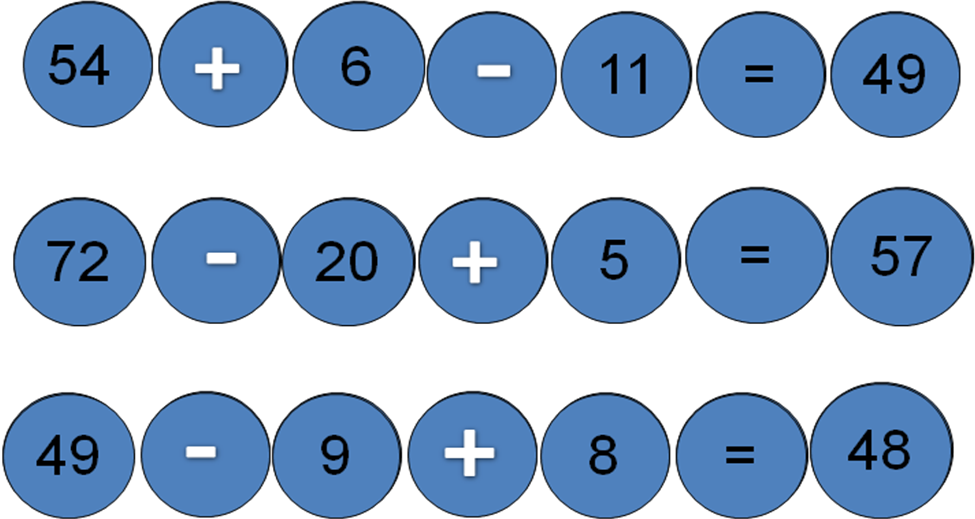 54 + 6 - 11 = 49
72 - 20 + 5 = 57
49 - 9 + 8 = 48